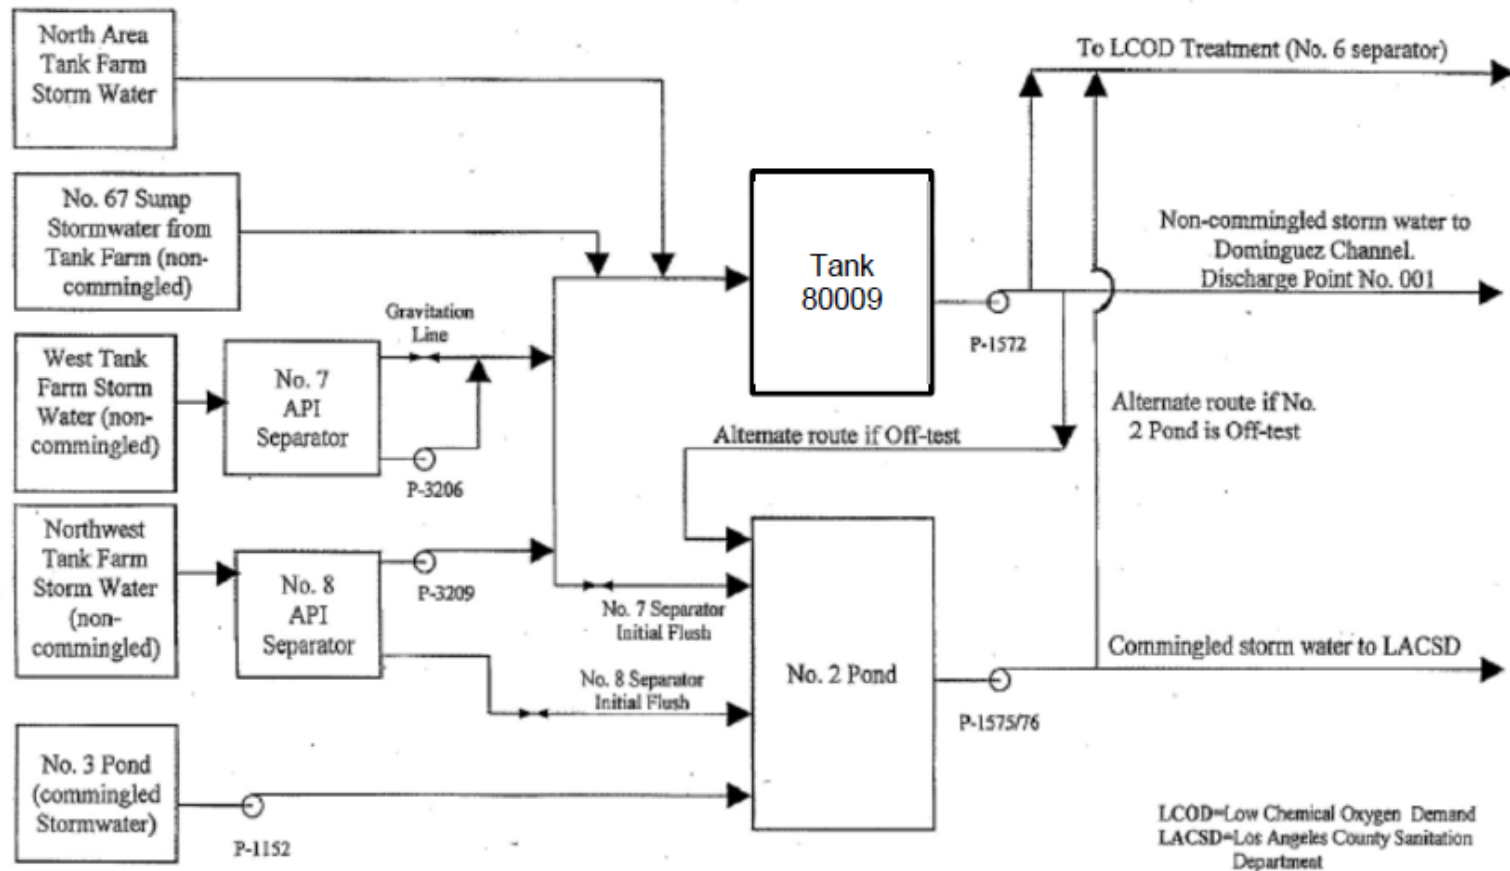 North Area
Tank Farm
Storm Water
No. 67 Sump
Stormwater from
Tank Farm (non-
commingled)
West Tank
Farm Storm
Water (non-
commingled)
Northwest
Tank Farm
Storm Water
(non-
commingled)
No. 3 Pond
(commingled
Stormwater)
P-1152
No. 7
API
Separator
Gravitation
Line
P-3206
No. 8
API
Separator
P-3209
No. 7 Separator
Initial Flush
No. 8 Separator
Initial Flush
Tank
80009
P-1572
Alternate route if Off-test
No. 2 Pond
P-1575/76
To LCOD Treatment (No. 6 separator)
Non-commingled storm water to
Dominguez Channel.
Discharge Point No. 001
Alternate route if No.
2 Pond is Off-test
Commingled storm water to LACSD
LCOD=Low Chemical Oxygen Demand
LACSD=Los Angeles County Sanitation
Department